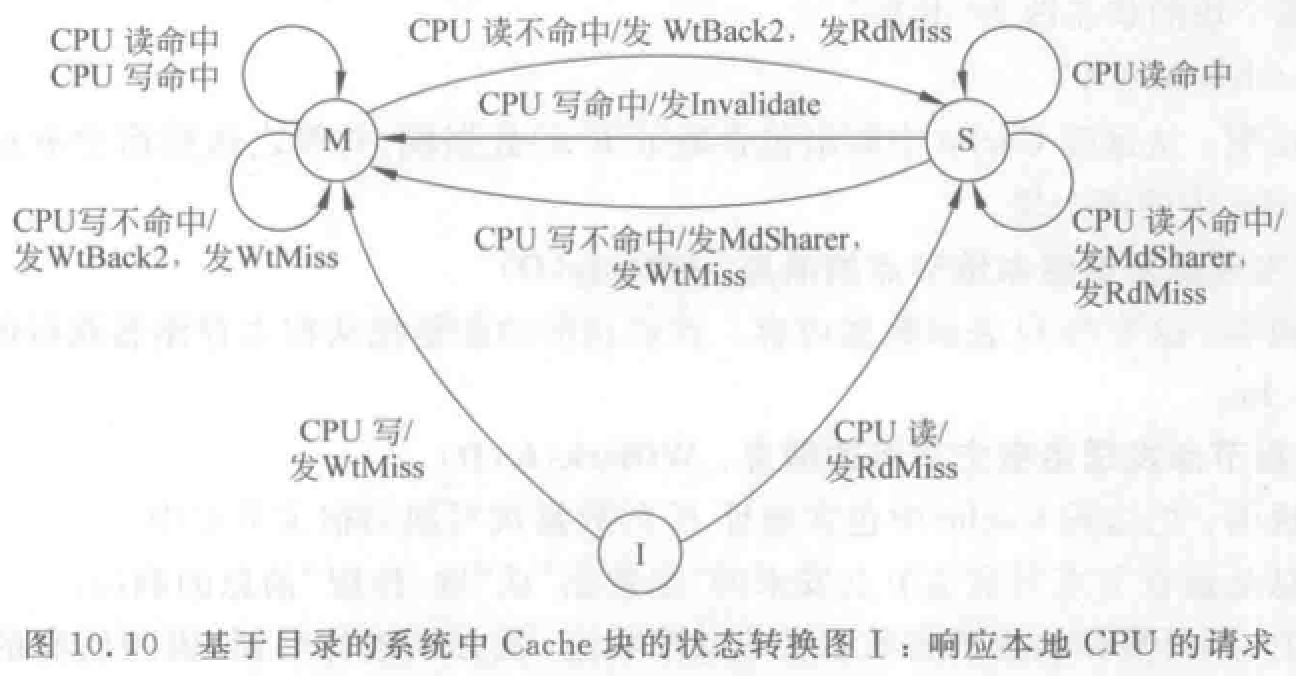 CPU 读命中
CPU 写命中
CPU 读不命中/发 WtBack2，发RdMiss
CPU读命中
CPU 写命中/发Invalidate
M
S
CPU写不命中/
发WtBack2，发WtMiss
CPU 写不命中/发MdSharer，
发WtMiss
CPU 读不命中/
发MdSharer，
发RdMiss
CPU 写/
发WtMiss
CPU 读/
发RdMiss
I
图 10.10 基于目录的系统中 Cache 块的状态转换图Ⅰ：响应本地 CPU 的请求